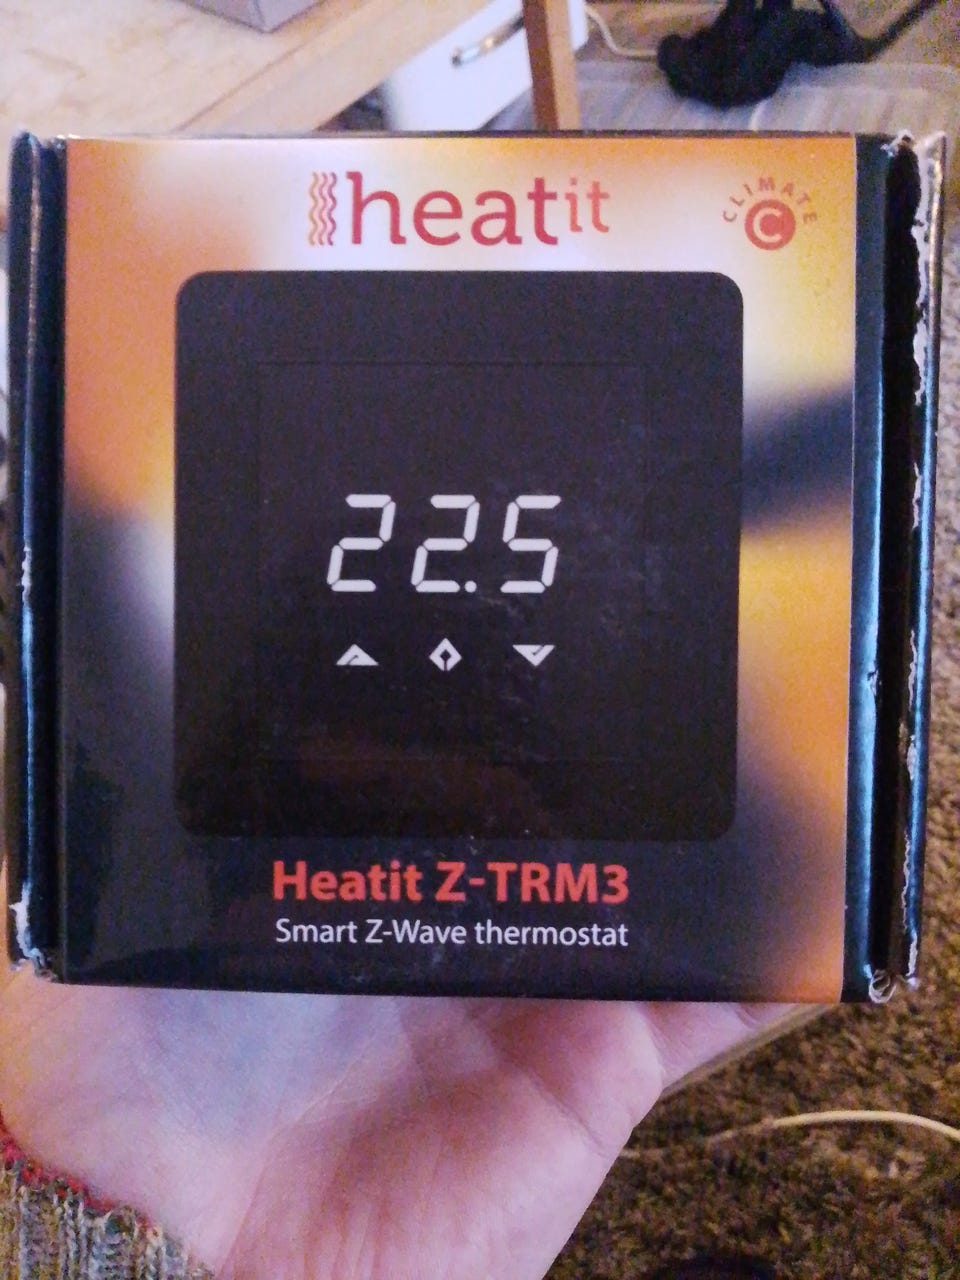 heatit
CLIMATE
C
22.5
Heatit Z-TRM3
Smart Z-Wave thermostat